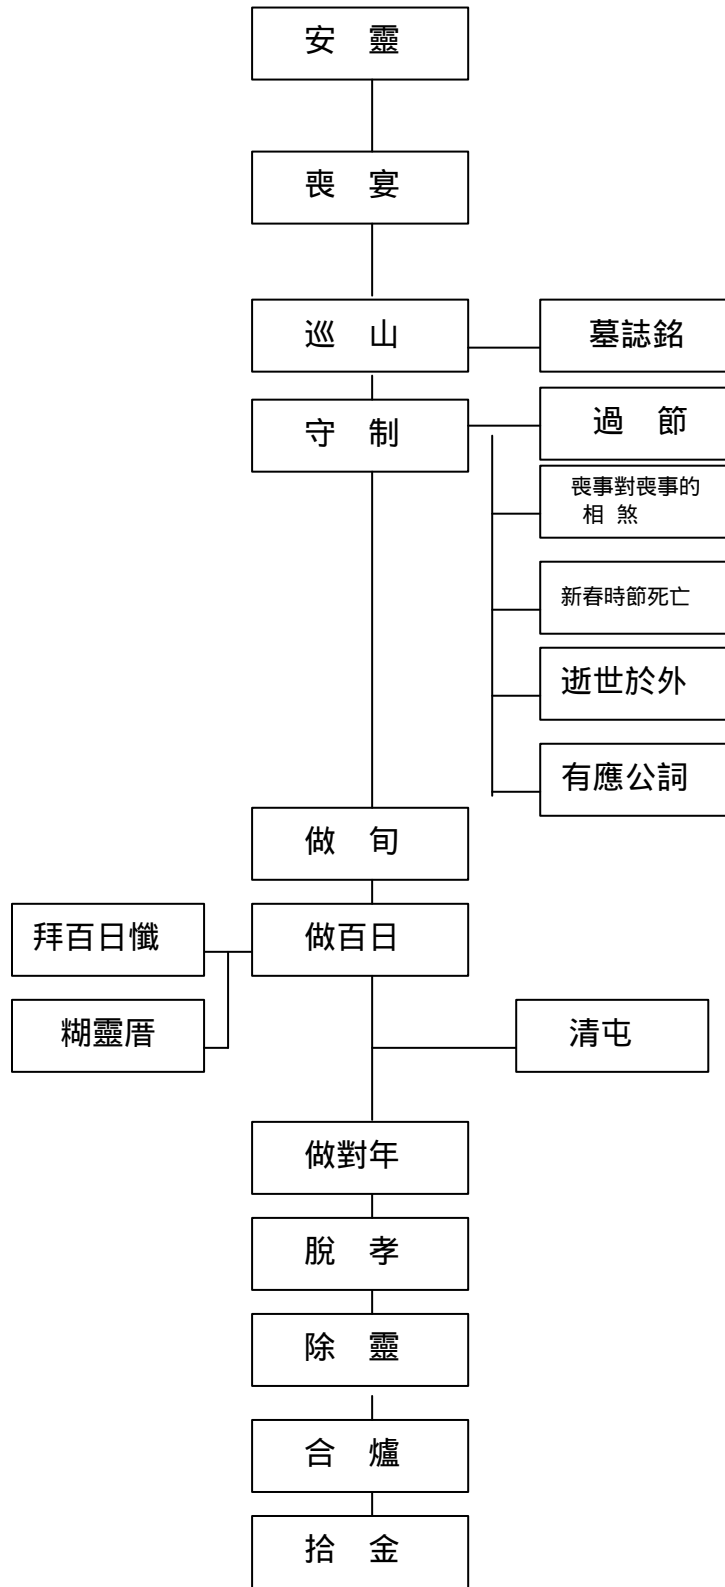 安 靈
喪 宴
巡 山
墓誌銘
守 制
過 節
喪事對喪事的
相 煞
新春時節死亡
逝世於外
有應公詞
做 旬
拜百日懺
做百日
糊靈厝
清屯
做對年
脫 孝
除 靈
合 爐
拾 金